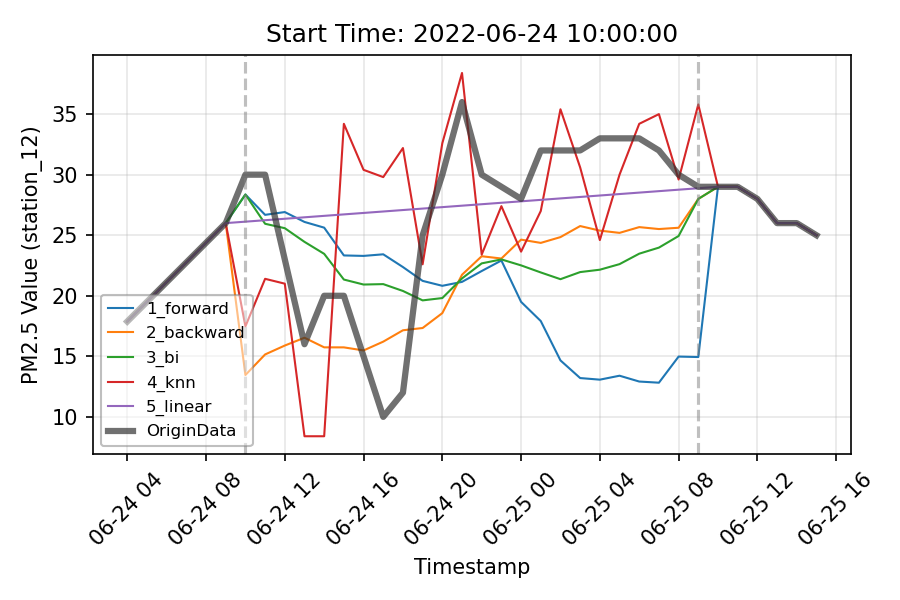 Start Time: 2022-06-24 10:00:00
PM2.5 Value (station_12)
35
30
25
20
15
10
1_forward
2_backward
3_bi
4_knn
5_linear
OriginData
06-24 04
06-24 08
06-24 12
06-24 16
06-24 20
06-25 00
06-25 04
06-25 08
06-25 12
06-25 16
Timestamp